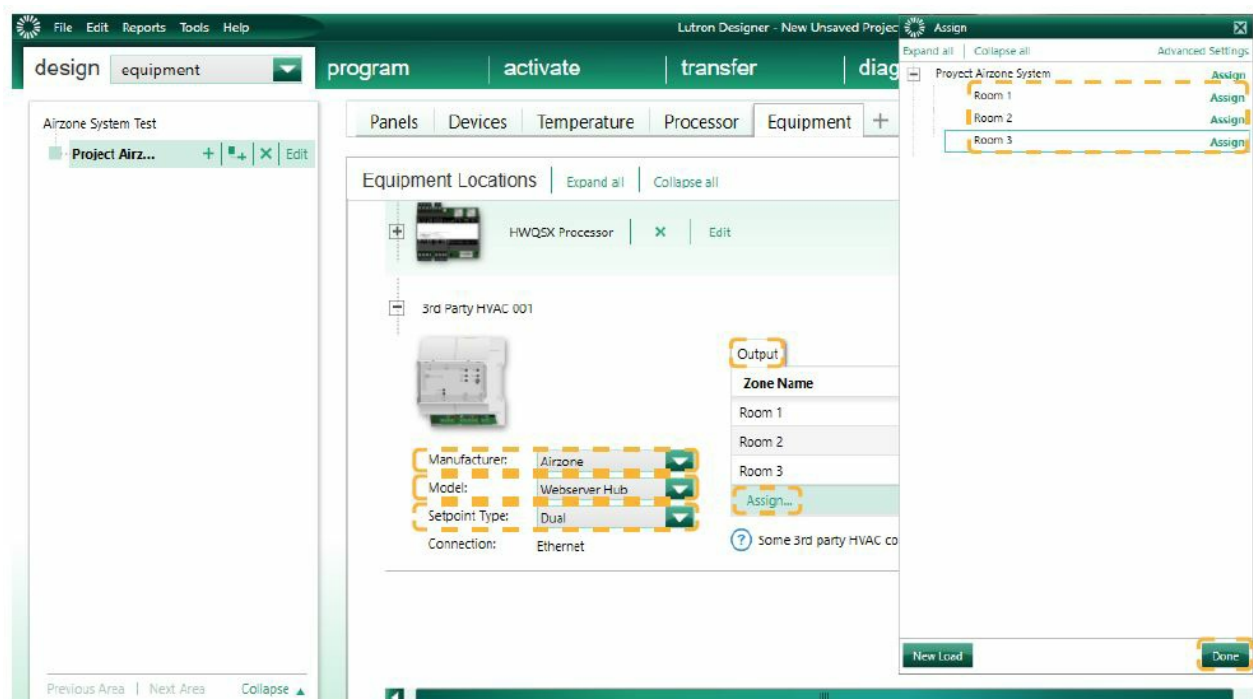 File Edit Reports Tools Help
Lutron Designer - New Unsaved Projec
design equipment program activate transfer diag
Airzone System Test
Project Airz... + × Edit
Panels Devices Temperature Processor Equipment +
Equipment Locations Expand all Collapse all
HWQSX Processor × Edit
3rd Party HVAC 001
Manufacturer: Airzone
Model: Webserver Hub
Setpoint Type: Dual
Connection: Ethernet
Output
Zone Name
Room 1
Room 2
Room 3
Assign...
? Some 3rd party HVAC co
Previous Area | Next Area Collapse
Assign
Expand all | Collapse all Advanced Settings
Proyect Airzone System Assign
Room 1 Assign
Room 2 Assign
Room 3 Assign
New Load Done